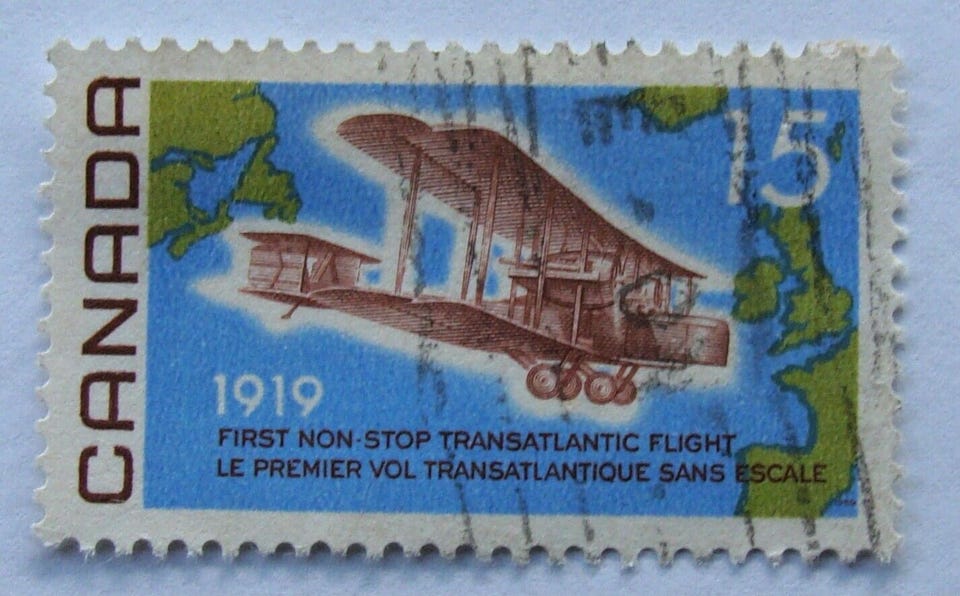 CANADA
15
1919
FIRST NON-STOP TRANSATLANTIC FLIGHT
LE PREMIER VOL TRANSATLANTIQUE SANS ESCALE